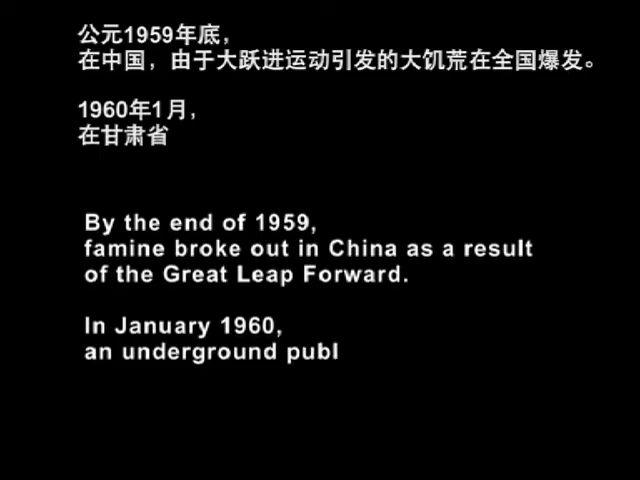 公元1959年底，
在中国，由于大跃进运动引发的大饥荒在全国爆发。
1960年1月，
在甘肃省
By the end of 1959,
famine broke out in China as a result
of the Great Leap Forward.
In January 1960,
an underground publ